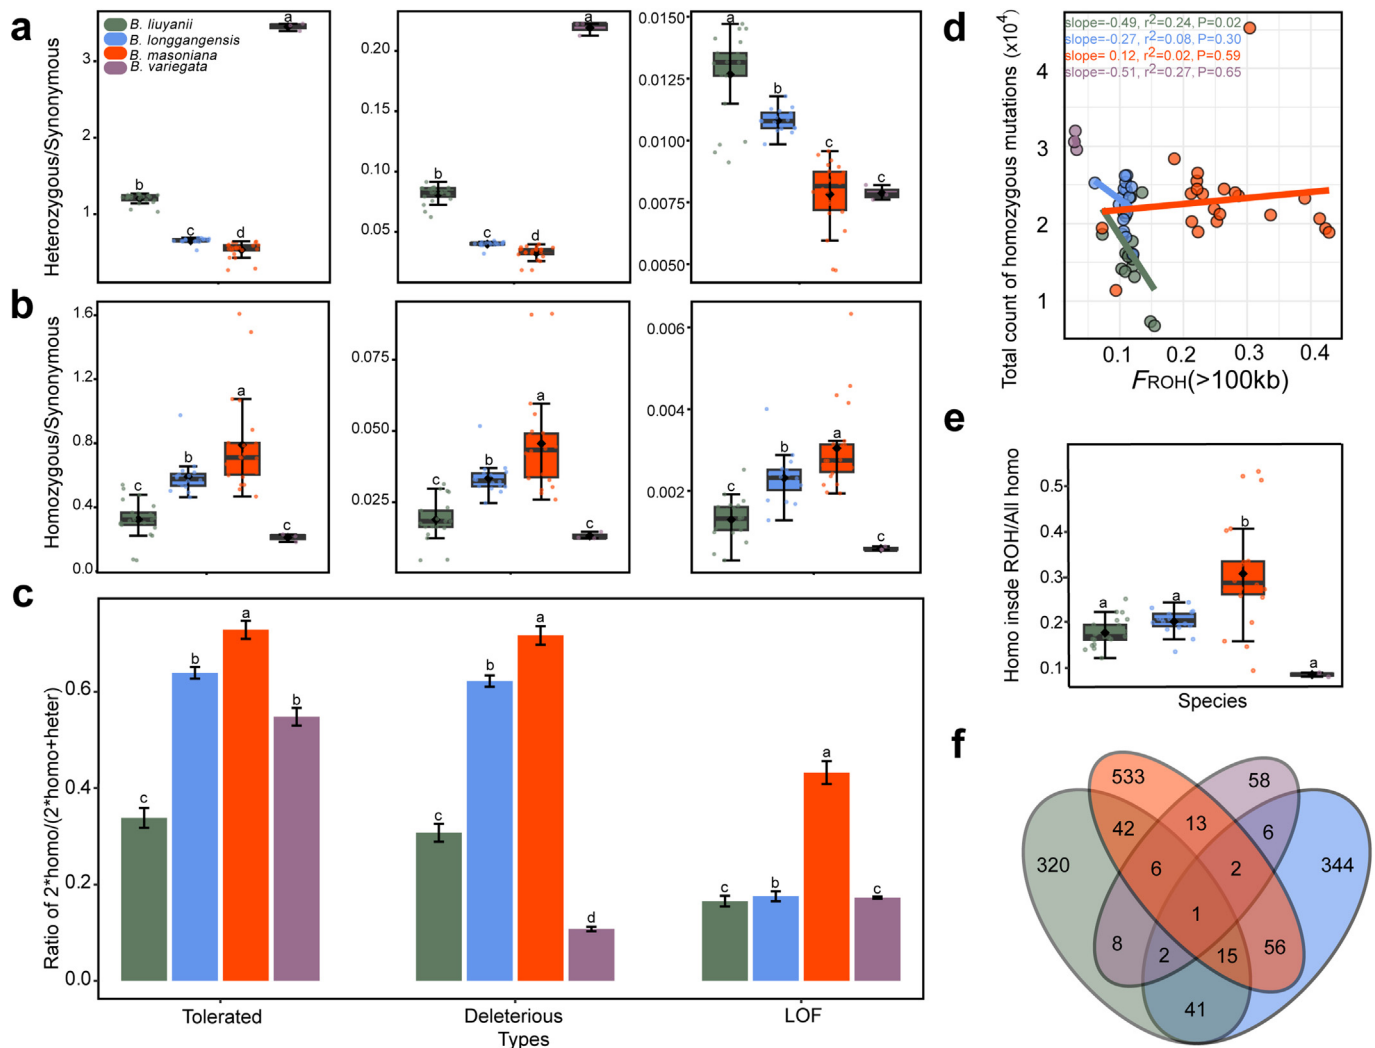 a
B. liuyanii
B. longgangensis
B. masoniana
B. variegata
Heterozygous/Synonymous
3
2
1
b
c
d
a
0.20
0.15
0.10
0.05
b
c
d
a
0.0150
0.0125
0.0100
0.0075
0.0050
a
b
c
c
b
Homozygous/Synonymous
1.6
1.2
0.8
0.4
0.0
c
b
a
c
0.075
0.050
0.025
c
b
a
c
0.006
0.004
0.002
c
b
a
c
c
Ratio of 2*homo/(2*homo+heter)
0.6
0.4
0.2
0.0
c
b
a
b
c
b
a
d
c
b
a
c
Tolerated
Deleterious
LOF
Types
d
slope=-0.49, r2=0.24, P=0.02
slope=-0.27, r2=0.08, P=0.30
slope= 0.12, r2=0.02, P=0.59
slope=-0.51, r2=0.27, P=0.65
Total count of homozygous mutations (x10⁴)
4
3
2
1
0.1
0.2
0.3
0.4
FROH(>100kb)
e
Homo insde ROH/All homo
0.5
0.4
0.3
0.2
0.1
a
a
b
a
Species
f
533
58
42
13
6
320
6
2
344
1
8
2
15
56
41